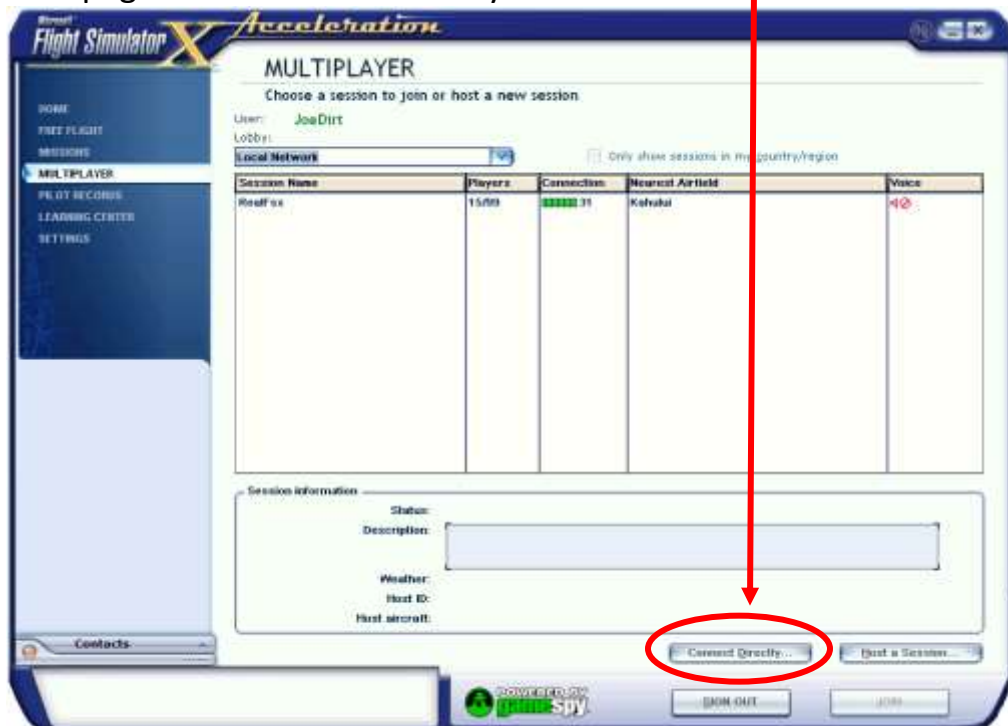 Microsoft
Flight Simulator X
Acceleration
MULTIPLAYER
Choose a session to join or host a new session
User: JoeDirt
Lobby:
Local Network
Only show sessions in my country/region
HOME
FREE FLIGHT
MISSIONS
MULTIPLAYER
PILOT RECORDS
LEARNING CENTER
SETTINGS
Session Name Players Connection Nearest Airfield Voice
RealFsx 15/99 31 Kahului
Session information
Status:
Description:
Weather:
Host ID:
Host aircraft:
Contacts
Connect Directly... Host a Session...
POWERED BY
gamespy
SIGN OUT JOIN